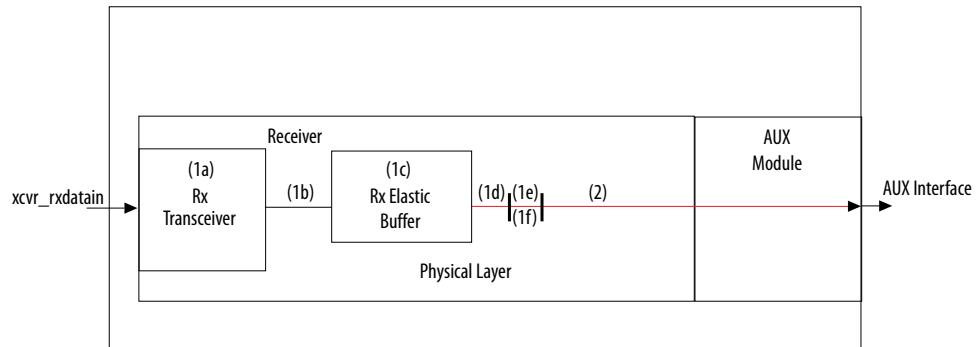 Receiver
AUX
Module
(1a)
Rx
Transceiver
(1b)
(1c)
Rx Elastic
Buffer
(1d)
(1e)
(1f)
(2)
xcvr_rxdatain
AUX Interface
Physical Layer